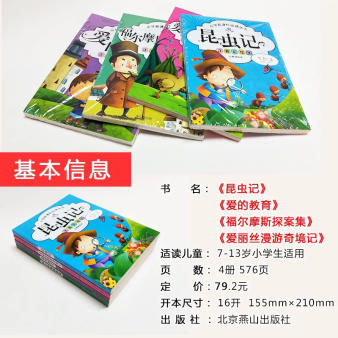 爱
福尔摩
昆虫记
基本信息
昆虫记
书 名：《昆虫记》
《爱的教育》
《福尔摩斯探案集》
《爱丽丝漫游奇境记》
适读儿童：7-13岁小学生适用
页 数：4册 576页
定 价：79.2元
开本尺寸：16开 155mm×210mm
出 版 社：北京燕山出版社